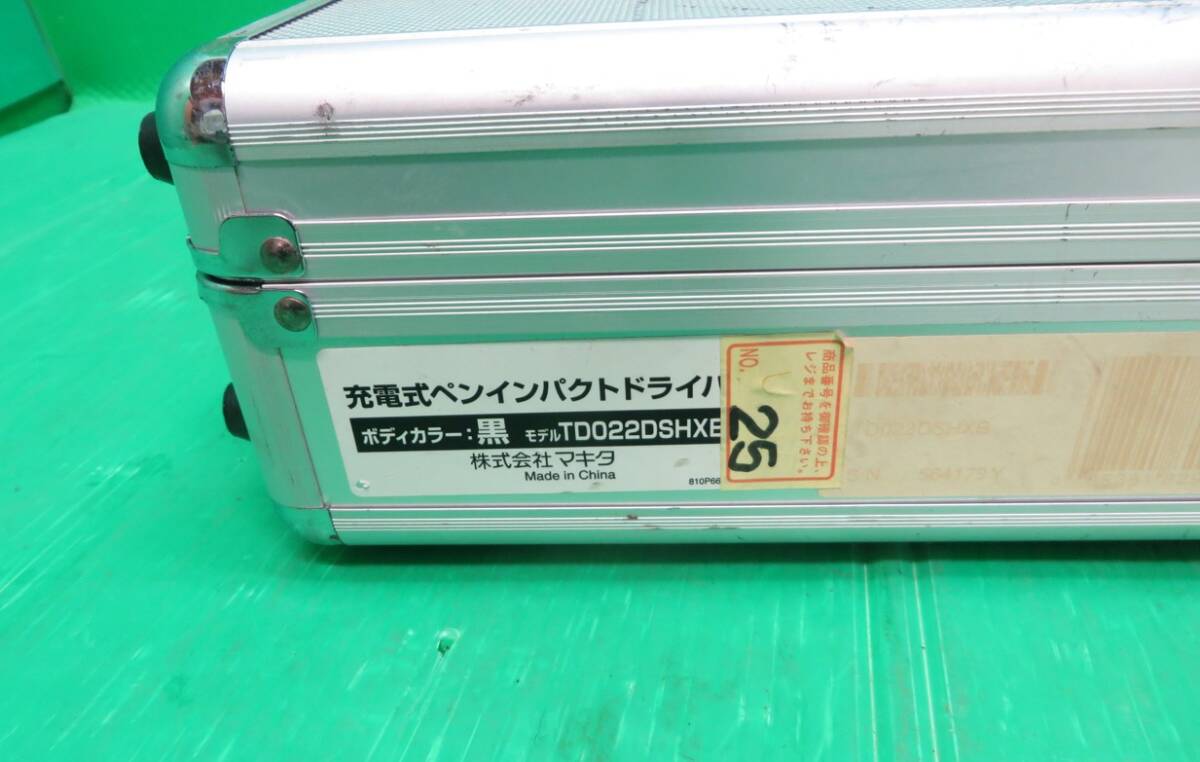 充電式ペンインパクトドライバ
ボディカラー：黒 モデルTD022DSHXB
株式会社マキタ
Made in China
810P66
NO.
25
商品番号を御確認の上、
レジまでお持ち下さい。
TD022DSHXB